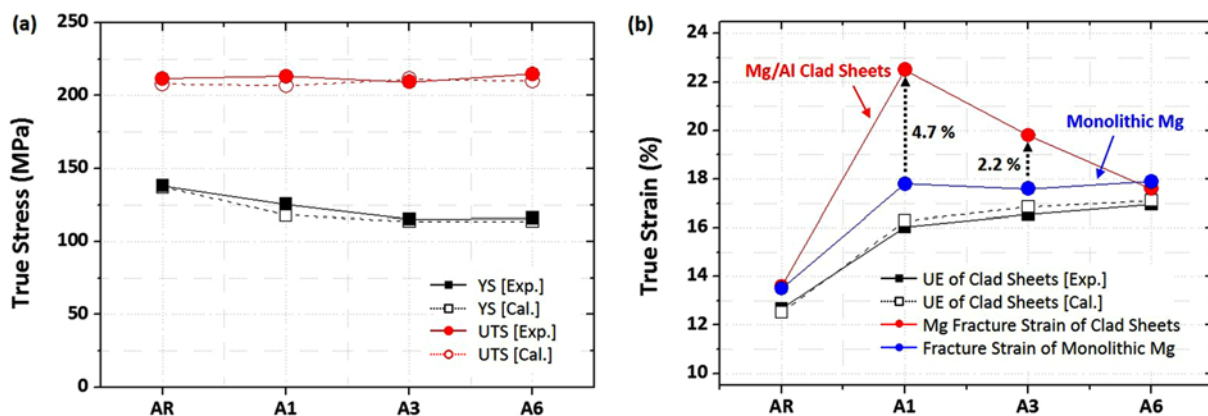 (a)
250
200
150
100
50
0
True Stress (MPa)
YS [Exp.]
YS [Cal.]
UTS [Exp.]
UTS [Cal.]
AR A1 A3 A6
(b)
24
22
20
18
16
14
12
10
True Strain (%)
Mg/Al Clad Sheets
4.7 %
Monolithic Mg
2.2 %
UE of Clad Sheets [Exp.]
UE of Clad Sheets [Cal.]
Mg Fracture Strain of Clad Sheets
Fracture Strain of Monolithic Mg
AR A1 A3 A6